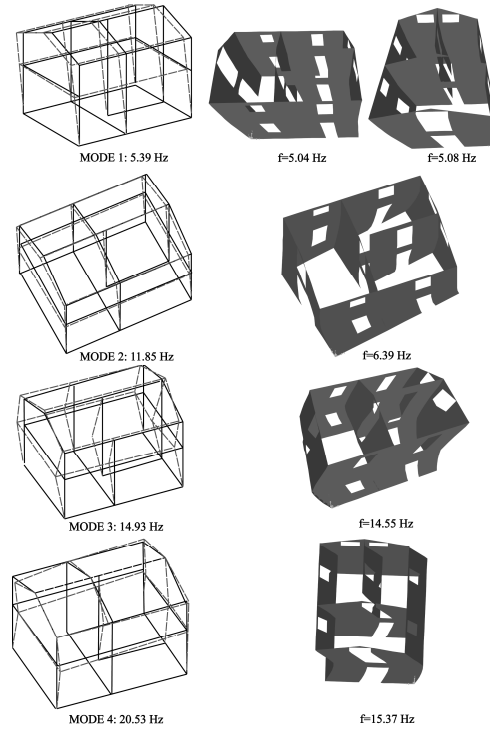 MODE 1: 5.39 Hz
f=5.04 Hz
f=5.08 Hz
MODE 2: 11.85 Hz
f=6.39 Hz
MODE 3: 14.93 Hz
f=14.55 Hz
MODE 4: 20.53 Hz
f=15.37 Hz